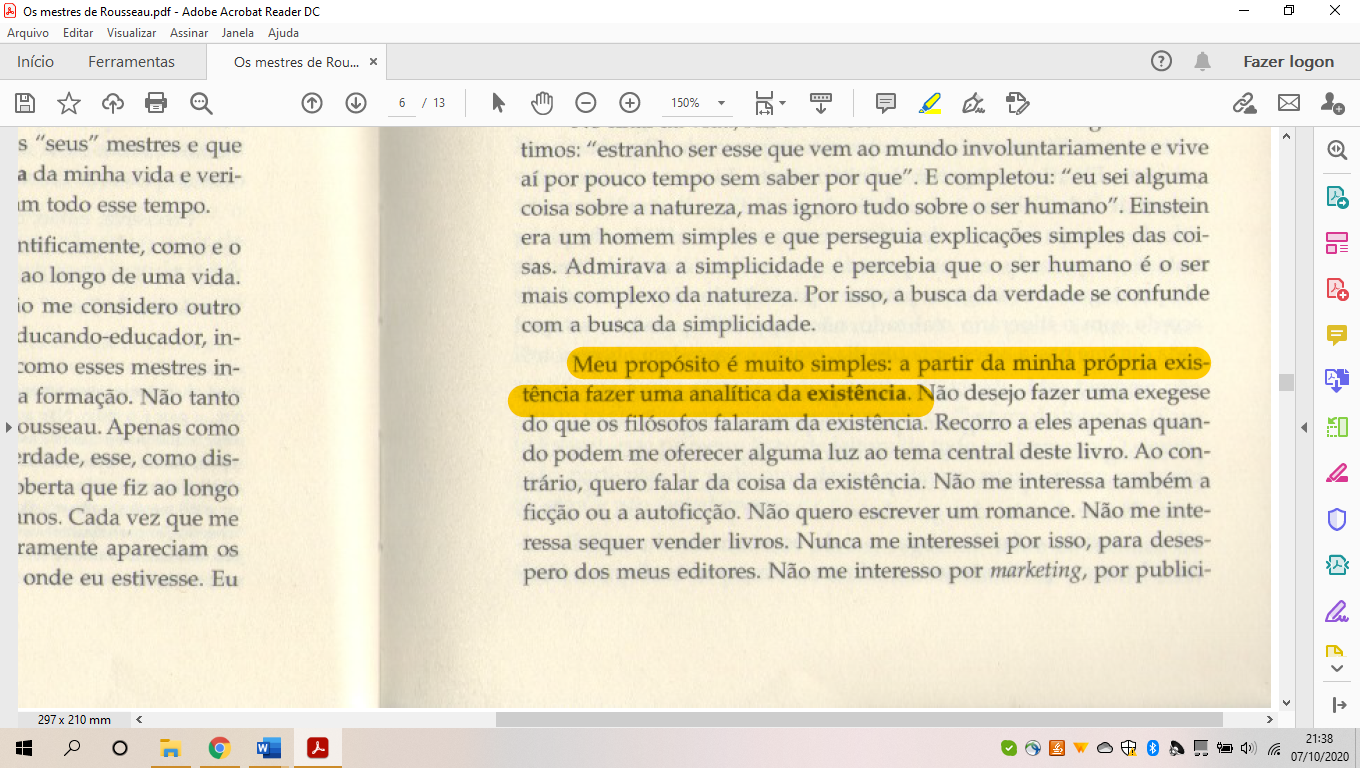 Os mestres de Rousseau.pdf - Adobe Acrobat Reader DC
Arquivo Editar Visualizar Assinar Janela Ajuda
Início Ferramentas Os mestres de Rou... Fazer logon
6 / 13 150%
s “seus” mestres e que
a da minha vida e veri-
m todo esse tempo.
ntificamente, como e o
ao longo de uma vida.
o me considero outro
ducando-educador, in-
como esses mestres in-
a formação. Não tanto
ousseau. Apenas como
erdade, esse, como dis-
oberta que fiz ao longo
anos. Cada vez que me
ramente apareciam os
onde eu estivesse. Eu
timos: “estranho ser esse que vem ao mundo involuntariamente e vive
aí por pouco tempo sem saber por que”. E completou: “eu sei alguma
coisa sobre a natureza, mas ignoro tudo sobre o ser humano”. Einstein
era um homem simples e que perseguia explicações simples das coi-
sas. Admirava a simplicidade e percebia que o ser humano é o ser
mais complexo da natureza. Por isso, a busca da verdade se confunde
com a busca da simplicidade.
Meu propósito é muito simples: a partir da minha própria exis-
tência fazer uma analítica da existência. Não desejo fazer uma exegese
do que os filósofos falaram da existência. Recorro a eles apenas quan-
do podem me oferecer alguma luz ao tema central deste livro. Ao con-
trário, quero falar da coisa da existência. Não me interessa também a
ficção ou a autoficção. Não quero escrever um romance. Não me inte-
ressa sequer vender livros. Nunca me interessei por isso, para deses-
pero dos meus editores. Não me interesso por marketing, por publici-
297 x 210 mm
21:38
07/10/2020